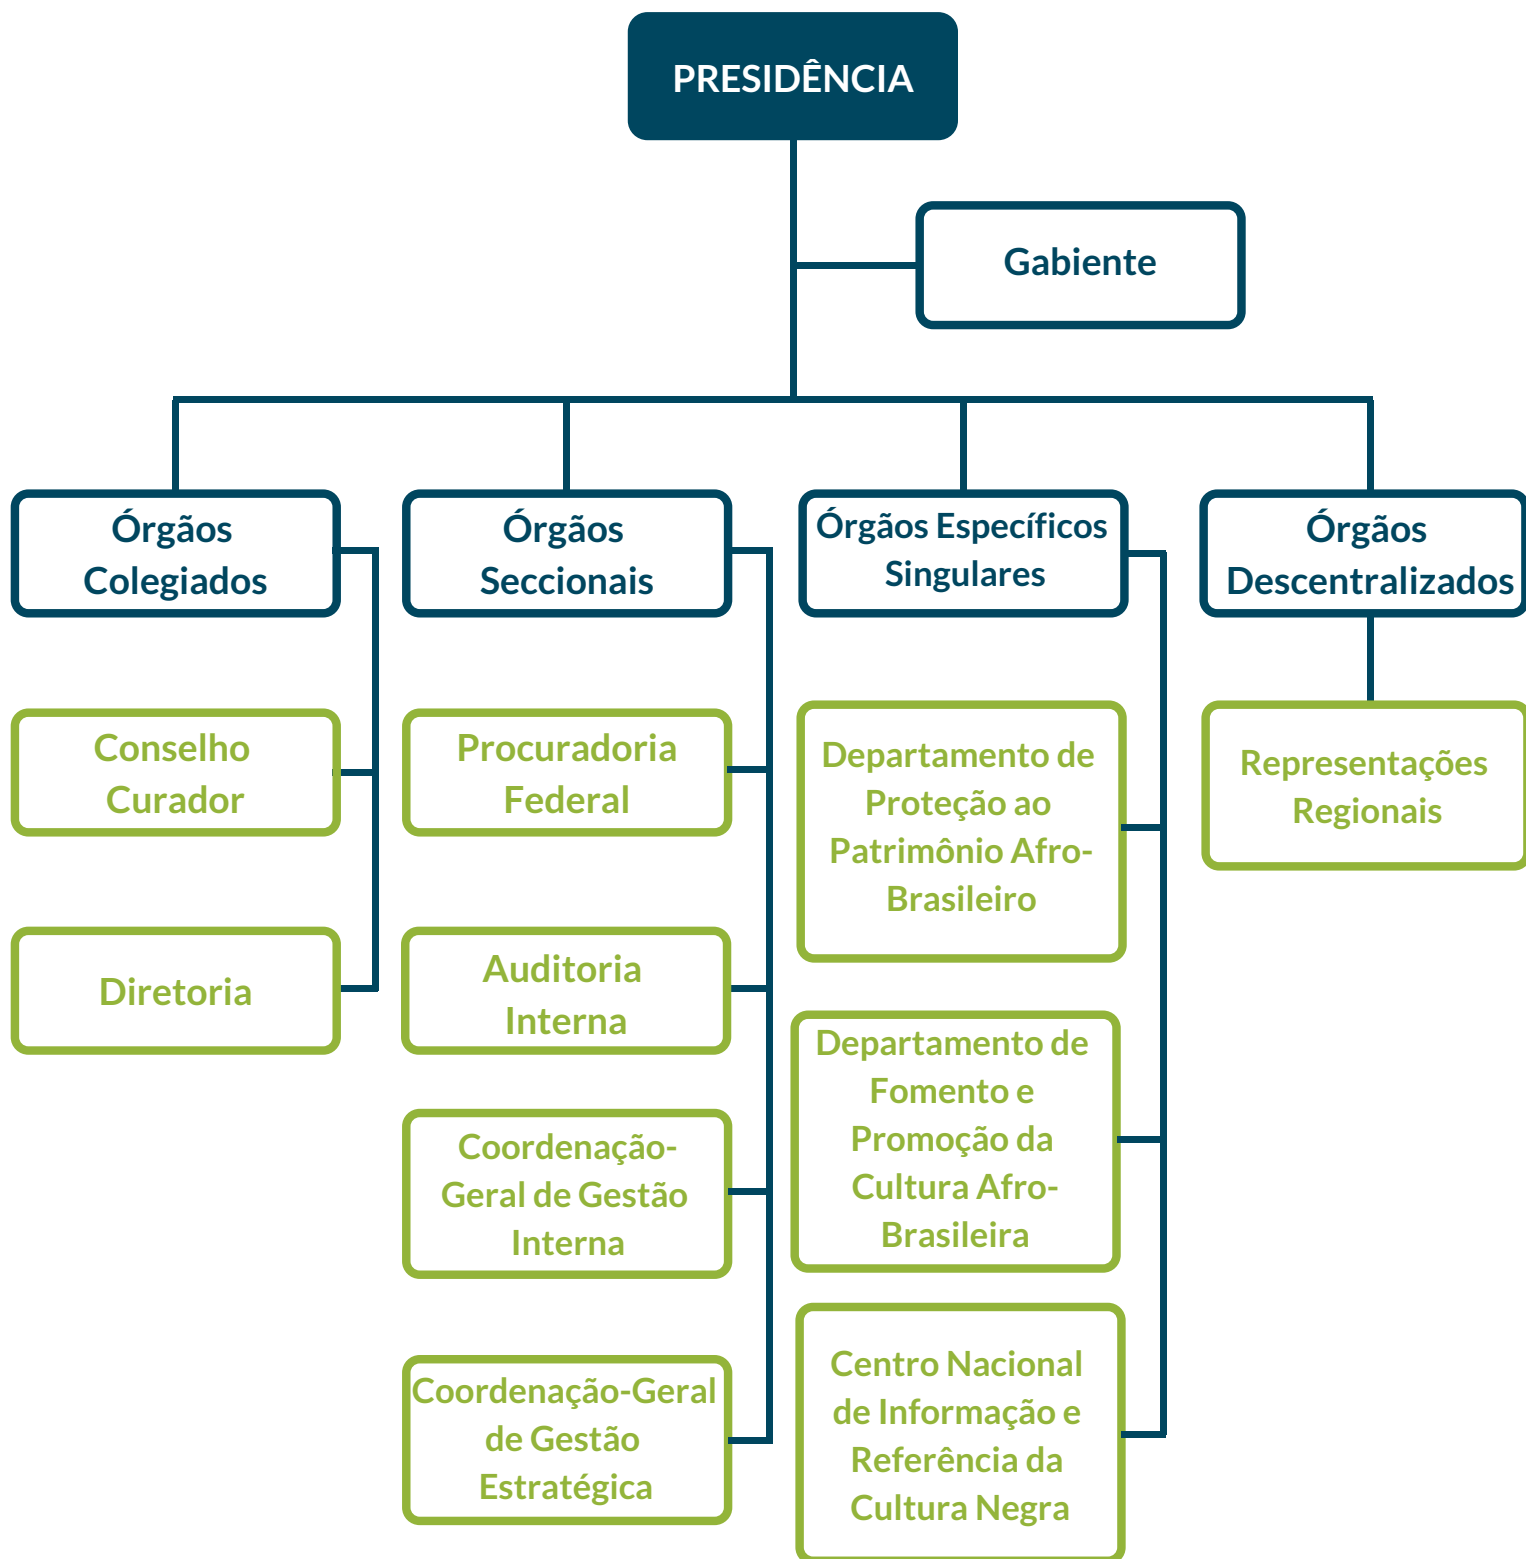 PRESIDÊNCIA
Gabiente
Órgãos
Colegiados
Conselho
Curador
Diretoria
Órgãos
Seccionais
Procuradoria
Federal
Auditoria
Interna
Coordenação-
Geral de Gestão
Interna
Coordenação-Geral
de Gestão
Estratégica
Órgãos Específicos
Singulares
Departamento de
Proteção ao
Patrimônio Afro-
Brasileiro
Departamento de
Fomento e
Promoção da
Cultura Afro-
Brasileira
Centro Nacional
de Informação e
Referência da
Cultura Negra
Órgãos
Descentralizados
Representações
Regionais